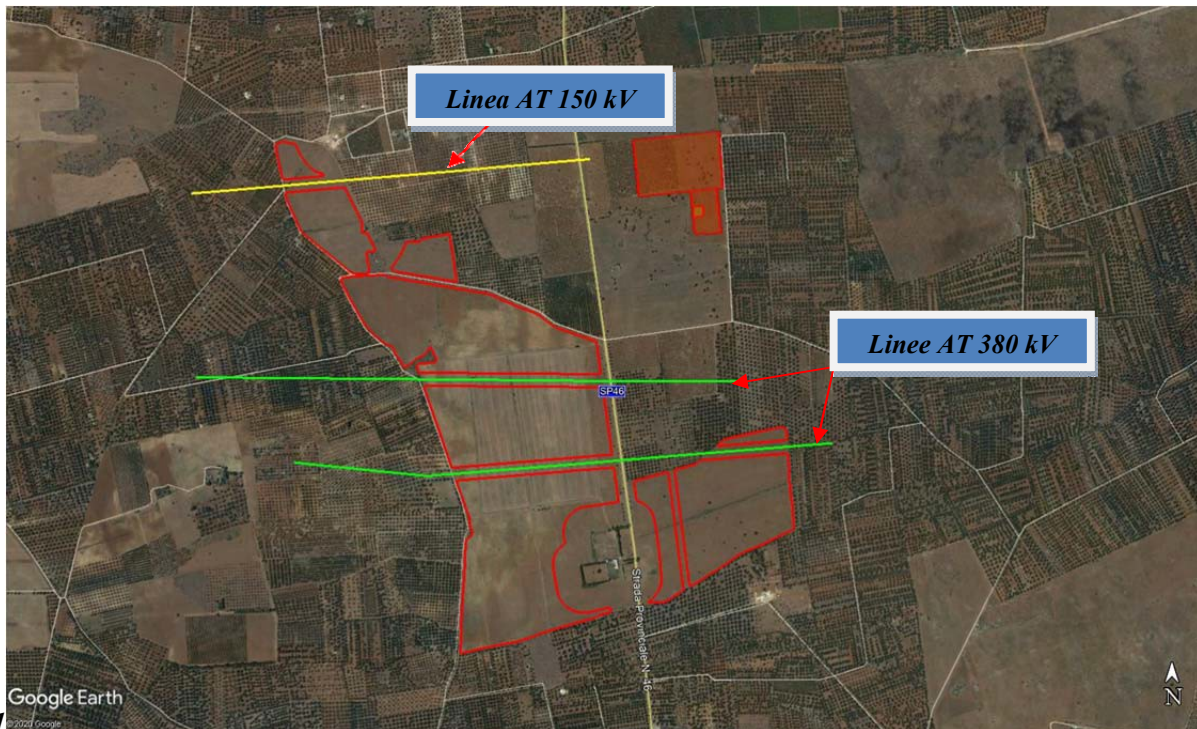 Linea AT 150 kV
Linee AT 380 kV
SP46
Strada Provinciale N. 46
Google Earth
©2020 Google
N